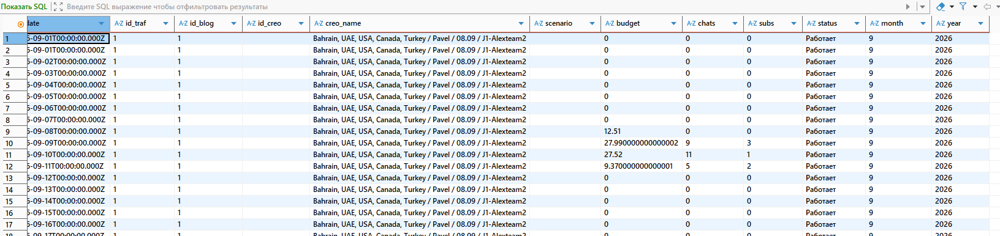 Показать SQL Введите SQL выражение чтобы отфильтровать результаты
date A-Z id_traf A-Z id_blog A-Z id_creo A-Z creo_name A-Z scenario A-Z budget A-Z chats A-Z subs A-Z status A-Z month A-Z year
1 6-09-01T00:00:00.000Z 1 1 Bahrain, UAE, USA, Canada, Turkey / Pavel / 08.09 / J1-Alexteam2 0 0 0 Работает 9 2026
2 6-09-01T00:00:00.000Z 1 1 Bahrain, UAE, USA, Canada, Turkey / Pavel / 08.09 / J1-Alexteam2 0 0 0 Работает 9 2026
3 6-09-02T00:00:00.000Z 1 1 Bahrain, UAE, USA, Canada, Turkey / Pavel / 08.09 / J1-Alexteam2 0 0 0 Работает 9 2026
4 6-09-03T00:00:00.000Z 1 1 Bahrain, UAE, USA, Canada, Turkey / Pavel / 08.09 / J1-Alexteam2 0 0 0 Работает 9 2026
5 6-09-04T00:00:00.000Z 1 1 Bahrain, UAE, USA, Canada, Turkey / Pavel / 08.09 / J1-Alexteam2 0 0 0 Работает 9 2026
6 6-09-05T00:00:00.000Z 1 1 Bahrain, UAE, USA, Canada, Turkey / Pavel / 08.09 / J1-Alexteam2 0 0 0 Работает 9 2026
7 6-09-06T00:00:00.000Z 1 1 Bahrain, UAE, USA, Canada, Turkey / Pavel / 08.09 / J1-Alexteam2 0 0 0 Работает 9 2026
8 6-09-07T00:00:00.000Z 1 1 Bahrain, UAE, USA, Canada, Turkey / Pavel / 08.09 / J1-Alexteam2 0 0 0 Работает 9 2026
9 6-09-08T00:00:00.000Z 1 1 Bahrain, UAE, USA, Canada, Turkey / Pavel / 08.09 / J1-Alexteam2 12.51 0 0 Работает 9 2026
10 6-09-09T00:00:00.000Z 1 1 Bahrain, UAE, USA, Canada, Turkey / Pavel / 08.09 / J1-Alexteam2 27.990000000000002 9 3 Работает 9 2026
11 6-09-10T00:00:00.000Z 1 1 Bahrain, UAE, USA, Canada, Turkey / Pavel / 08.09 / J1-Alexteam2 27.52 11 1 Работает 9 2026
12 6-09-11T00:00:00.000Z 1 1 Bahrain, UAE, USA, Canada, Turkey / Pavel / 08.09 / J1-Alexteam2 9.370000000000001 5 2 Работает 9 2026
13 6-09-12T00:00:00.000Z 1 1 Bahrain, UAE, USA, Canada, Turkey / Pavel / 08.09 / J1-Alexteam2 0 0 0 Работает 9 2026
14 6-09-13T00:00:00.000Z 1 1 Bahrain, UAE, USA, Canada, Turkey / Pavel / 08.09 / J1-Alexteam2 0 0 0 Работает 9 2026
15 6-09-14T00:00:00.000Z 1 1 Bahrain, UAE, USA, Canada, Turkey / Pavel / 08.09 / J1-Alexteam2 0 0 0 Работает 9 2026
16 6-09-15T00:00:00.000Z 1 1 Bahrain, UAE, USA, Canada, Turkey / Pavel / 08.09 / J1-Alexteam2 0 0 0 Работает 9 2026
17 6-09-16T00:00:00.000Z 1 1 Bahrain, UAE, USA, Canada, Turkey / Pavel / 08.09 / J1-Alexteam2 0 0 0 Работает 9 2026